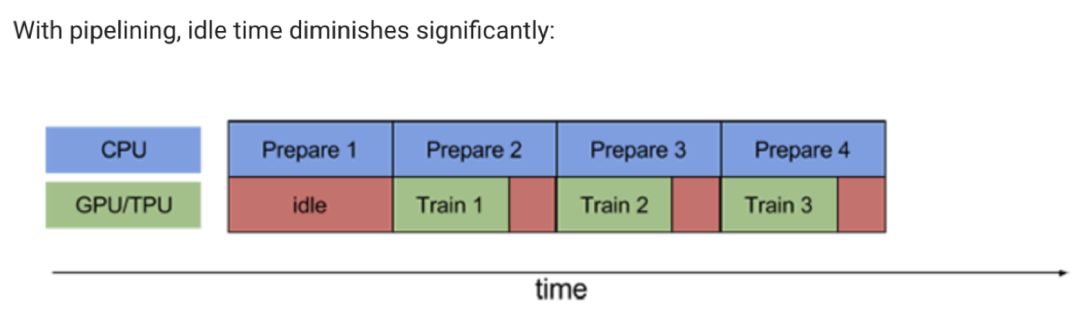 With pipelining, idle time diminishes significantly:
CPU Prepare 1 Prepare 2 Prepare 3 Prepare 4
GPU/TPU idle Train 1 Train 2 Train 3
time